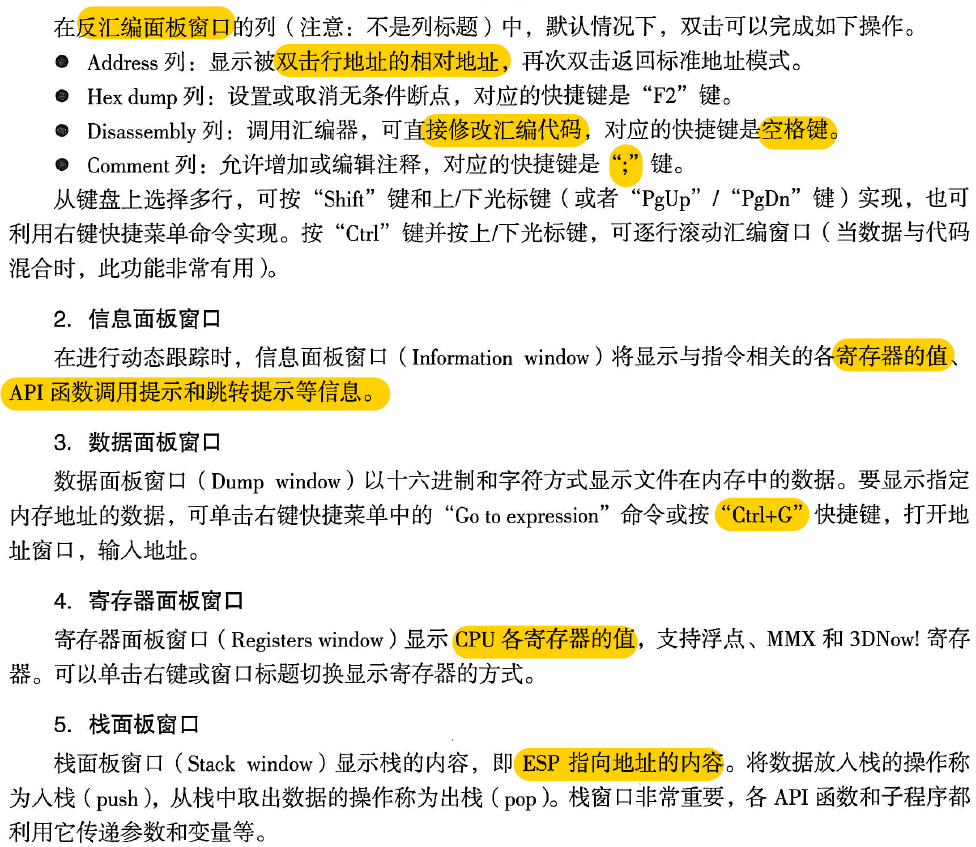 在反汇编面板窗口的列（注意：不是列标题）中，默认情况下，双击可以完成如下操作。
● Address 列：显示被双击行地址的相对地址，再次双击返回标准地址模式。
● Hex dump 列：设置或取消无条件断点，对应的快捷键是“F2”键。
● Disassembly 列：调用汇编器，可直接修改汇编代码，对应的快捷键是空格键。
● Comment 列：允许增加或编辑注释，对应的快捷键是“;”键。
从键盘上选择多行，可按“Shift”键和上/下光标键（或者“PgUp”/“PgDn”键）实现，也可
利用右键快捷菜单命令实现。按“Ctrl”键并按上/下光标键，可逐行滚动汇编窗口（当数据与代码
混合时，此功能非常有用）。
2. 信息面板窗口
在进行动态跟踪时，信息面板窗口（Information window）将显示与指令相关的各寄存器的值、
API 函数调用提示和跳转提示等信息。
3. 数据面板窗口
数据面板窗口（Dump window）以十六进制和字符方式显示文件在内存中的数据。要显示指定
内存地址的数据，可单击右键快捷菜单中的“Go to expression”命令或按“Ctrl+G”快捷键，打开地
址窗口，输入地址。
4. 寄存器面板窗口
寄存器面板窗口（Registers window）显示 CPU 各寄存器的值，支持浮点、MMX 和 3DNow! 寄存
器。可以单击右键或窗口标题切换显示寄存器的方式。
5. 栈面板窗口
栈面板窗口（Stack window）显示栈的内容，即 ESP 指向地址的内容。将数据放入栈的操作称
为入栈（push），从栈中取出数据的操作称为出栈（pop）。栈窗口非常重要，各 API 函数和子程序都
利用它传递参数和变量等。